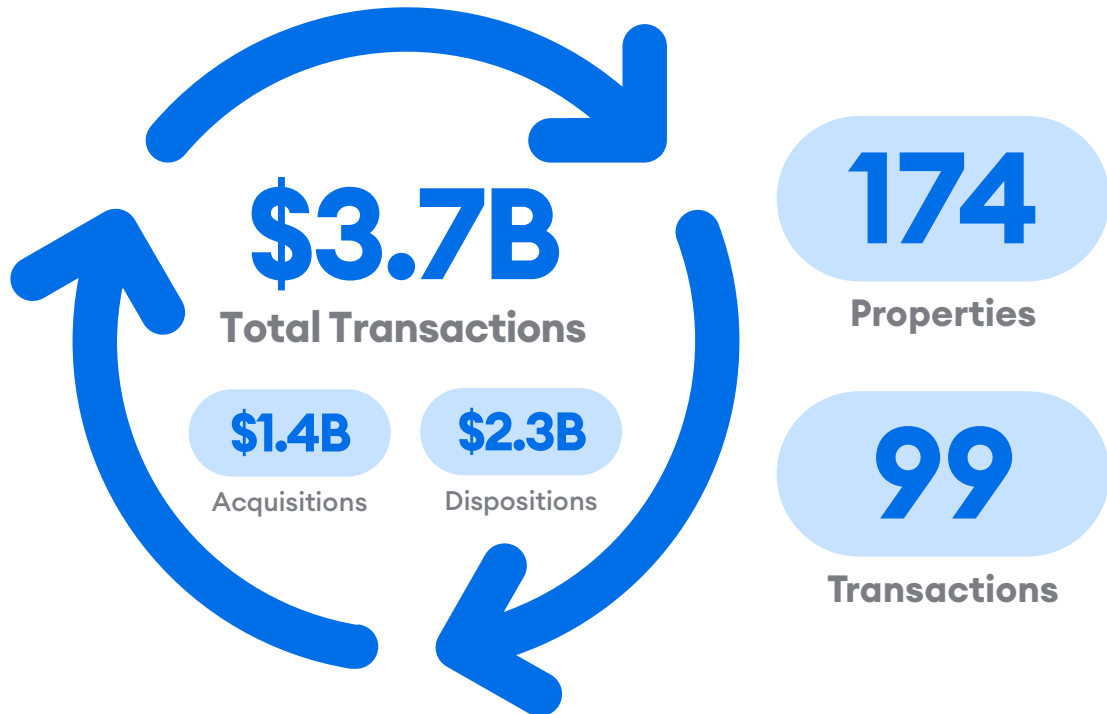 $3.7B
Total Transactions
$1.4B
Acquisitions
$2.3B
Dispositions
174
Properties
99
Transactions